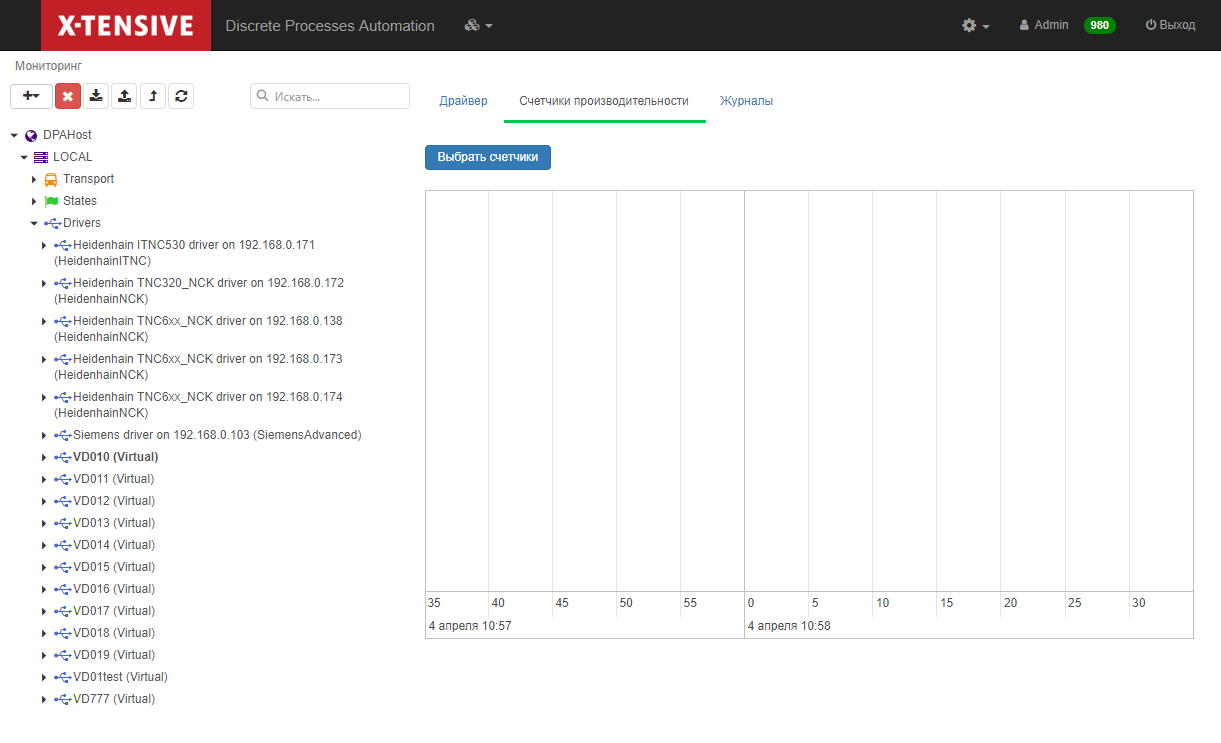 X-TENSIVE Discrete Processes Automation Admin 980 Выход
Мониторинг
Искать...
Драйвер Счетчики производительности Журналы
DPAHost
LOCAL
Transport
States
Drivers
Heidenhain ITNC530 driver on 192.168.0.171
(HeidenhainITNC)
Heidenhain TNC320_NCK driver on 192.168.0.172
(HeidenhainNCK)
Heidenhain TNC6xx_NCK driver on 192.168.0.138
(HeidenhainNCK)
Heidenhain TNC6xx_NCK driver on 192.168.0.173
(HeidenhainNCK)
Heidenhain TNC6xx_NCK driver on 192.168.0.174
(HeidenhainNCK)
Siemens driver on 192.168.0.103 (SiemensAdvanced)
VD010 (Virtual)
VD011 (Virtual)
VD012 (Virtual)
VD013 (Virtual)
VD014 (Virtual)
VD015 (Virtual)
VD016 (Virtual)
VD017 (Virtual)
VD018 (Virtual)
VD019 (Virtual)
VD01test (Virtual)
VD777 (Virtual)
Выбрать счетчики
35 40 45 50 55 0 5 10 15 20 25 30
4 апреля 10:57 4 апреля 10:58